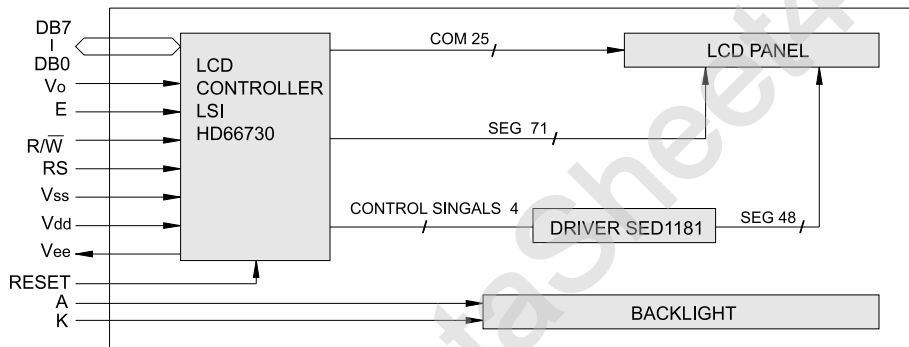 DB7
DB0
Vo
E
R/W̅
RS
Vss
Vdd
Vee
RESET
A
K
LCD
CONTROLLER
LSI
HD66730
COM 25
LCD PANEL
SEG 71
CONTROL SINGALS 4
DRIVER SED1181
SEG 48
BACKLIGHT
taSheet4